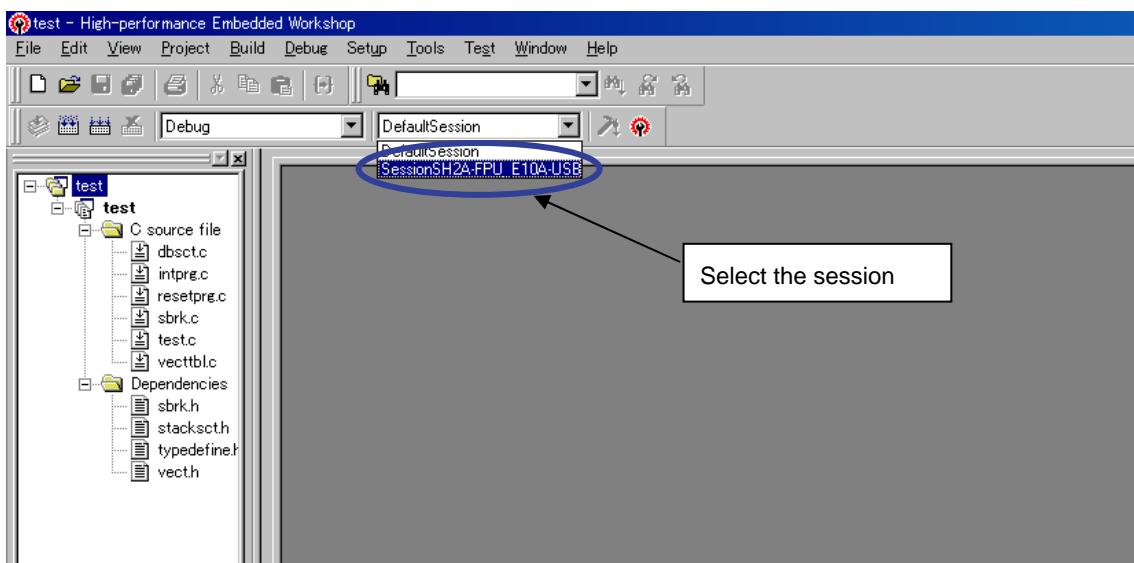 test - High-performance Embedded Workshop
File Edit View Project Build Debug Setup Tools Test Window Help
Debug DefaultSession
DefaultSession
SessionSH2A-FPU_E10A-USB
test
test
C source file
dbsct.c
intprg.c
resetprg.c
sbrk.c
test.c
vecttbl.c
Dependencies
sbrk.h
stacksct.h
typedefine.h
vect.h
Select the session